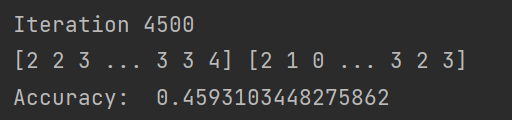 Iteration 4500
[2 2 3 ... 3 3 4] [2 1 0 ... 3 2 3]
Accuracy:  0.4593103448275862